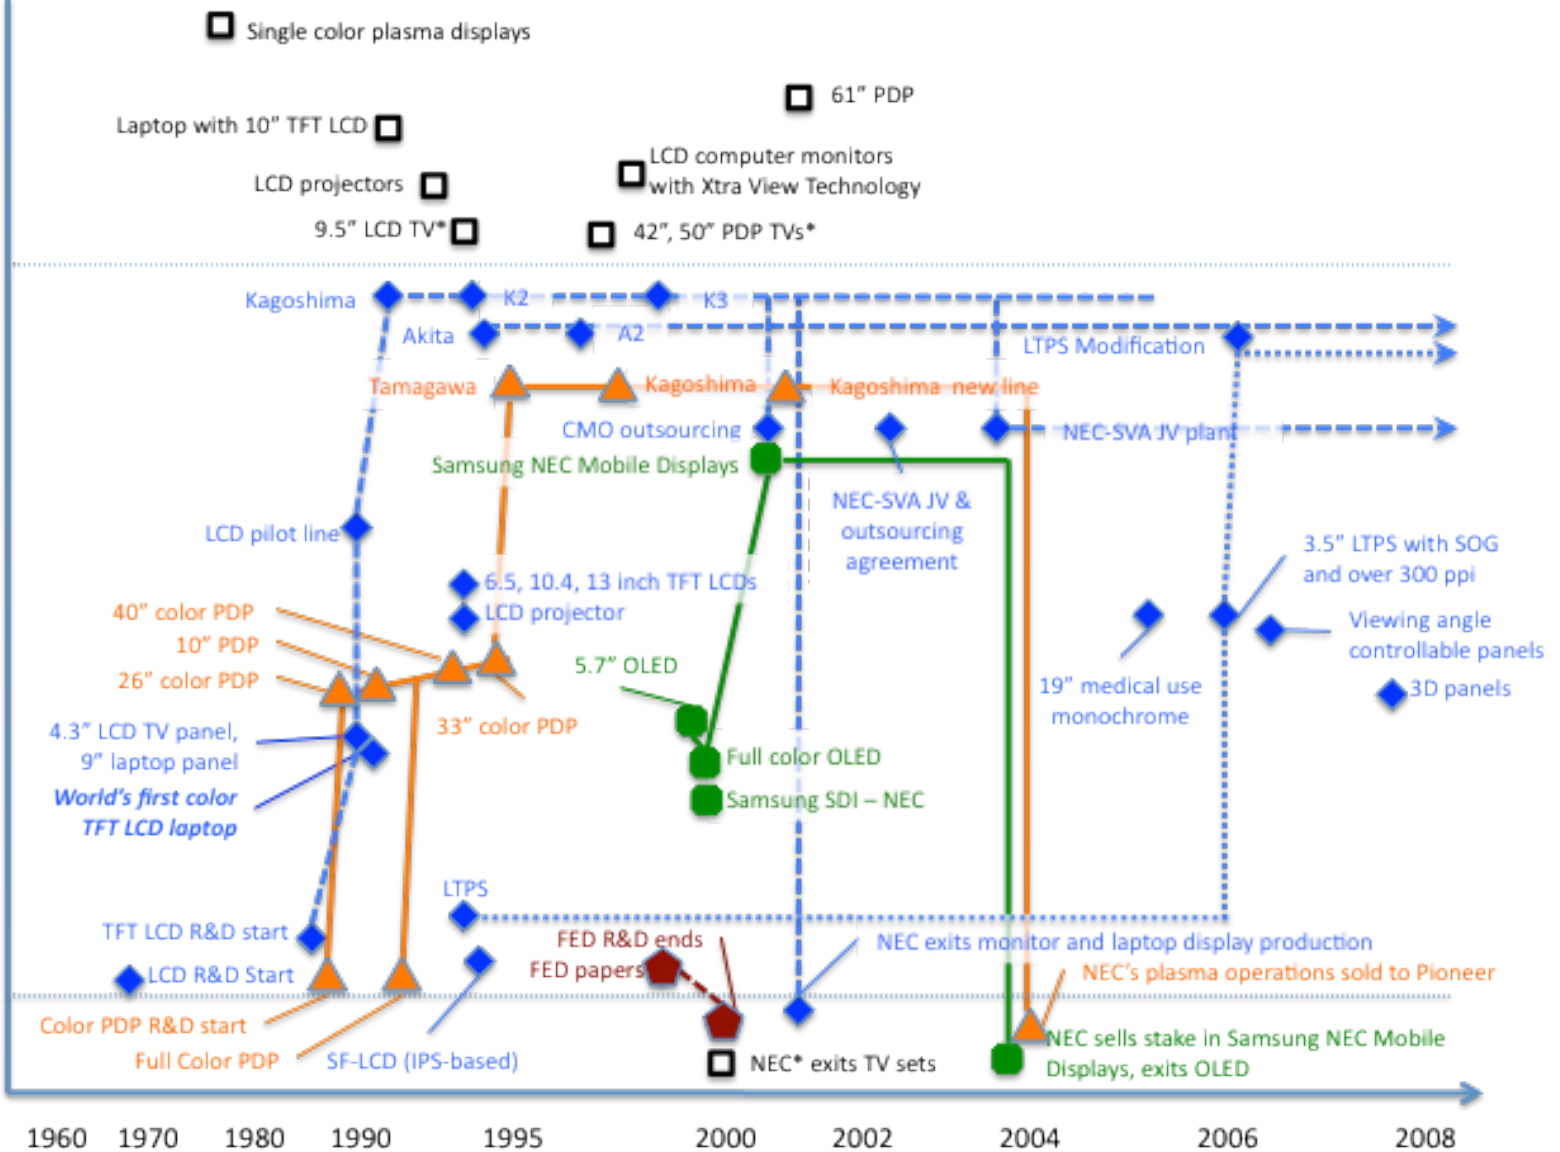 Single color plasma displays
61” PDP
Laptop with 10” TFT LCD
LCD computer monitors
with Xtra View Technology
LCD projectors
9.5” LCD TV*
42”, 50” PDP TVs*
Kagoshima
K2
K3
Akita
A2
LTPS Modification
Tamagawa
Kagoshima
Kagoshima new line
CMO outsourcing
NEC-SVA JV plant
Samsung NEC Mobile Displays
NEC-SVA JV &
outsourcing
agreement
LCD pilot line
3.5” LTPS with SOG
and over 300 ppi
6.5, 10.4, 13 inch TFT LCDs
LCD projector
40” color PDP
10” PDP
26” color PDP
5.7” OLED
Viewing angle
controllable panels
19” medical use
monochrome
3D panels
33” color PDP
4.3” LCD TV panel,
9” laptop panel
Full color OLED
World’s first color
TFT LCD laptop
Samsung SDI – NEC
LTPS
TFT LCD R&D start
FED R&D ends
NEC exits monitor and laptop display production
LCD R&D Start
FED papers
NEC’s plasma operations sold to Pioneer
Color PDP R&D start
Full Color PDP
SF-LCD (IPS-based)
NEC* exits TV sets
NEC sells stake in Samsung NEC Mobile
Displays, exits OLED
1960 1970 1980 1990 1995 2000 2002 2004 2006 2008